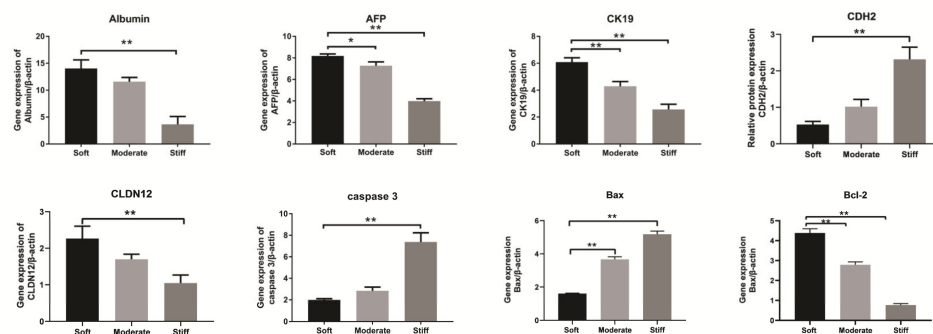 Albumin
Gene expression of
Albumin/β-actin
20
15
10
5
0
**
Soft Moderate Stiff
AFP
Gene expression of
AFP/β-actin
10
8
6
4
2
0
**
*
Soft Moderate Stiff
CK19
Gene expression of
CK19/β-actin
8
6
4
2
0
**
**
Soft Moderate Stiff
CDH2
Relative protein expression
CDH2/β-actin
3
2
1
0
**
Soft Moderate Stiff
CLDN12
Gene expression of
CLDN12/β-actin
3
2
1
0
**
Soft Moderate Stiff
caspase 3
Gene expression of
caspase 3/β-actin
10
8
6
4
2
0
**
Soft Moderate Stiff
Bax
Gene expression
Bax/β-actin
6
4
2
0
**
**
Soft Moderate Stiff
Bcl-2
Gene expression
Bax/β-actin
5
4
3
2
1
0
**
**
Soft Moderate Stiff